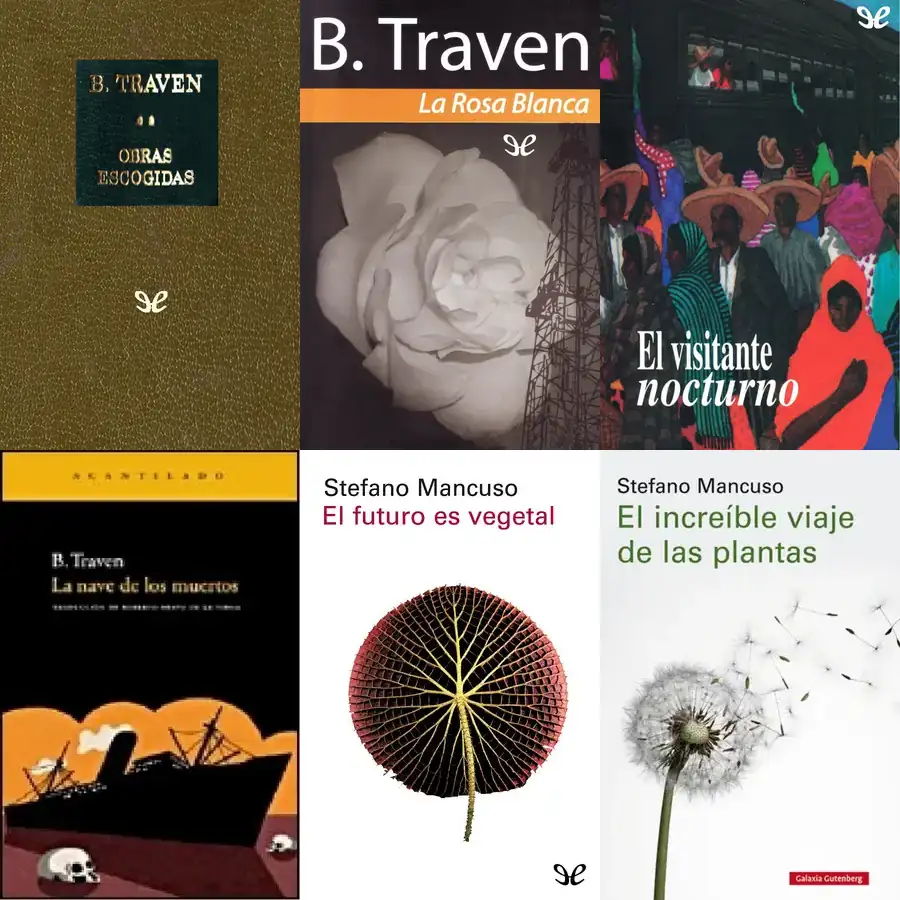 B. TRAVEN
OBRAS
ESCOGIDAS
B. Traven
La Rosa Blanca
El visitante
nocturno
ACANTILADO
B. Traven
La nave de los muertos
Stefano Mancuso
El futuro es vegetal
Stefano Mancuso
El increíble viaje
de las plantas
Galaxia Gutenberg